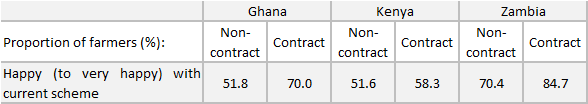 Ghana Kenya Zambia
Proportion of farmers (%): Non-contract Contract Non-contract Contract Non-contract Contract
Happy (to very happy) with current scheme 51.8 70.0 51.6 58.3 70.4 84.7